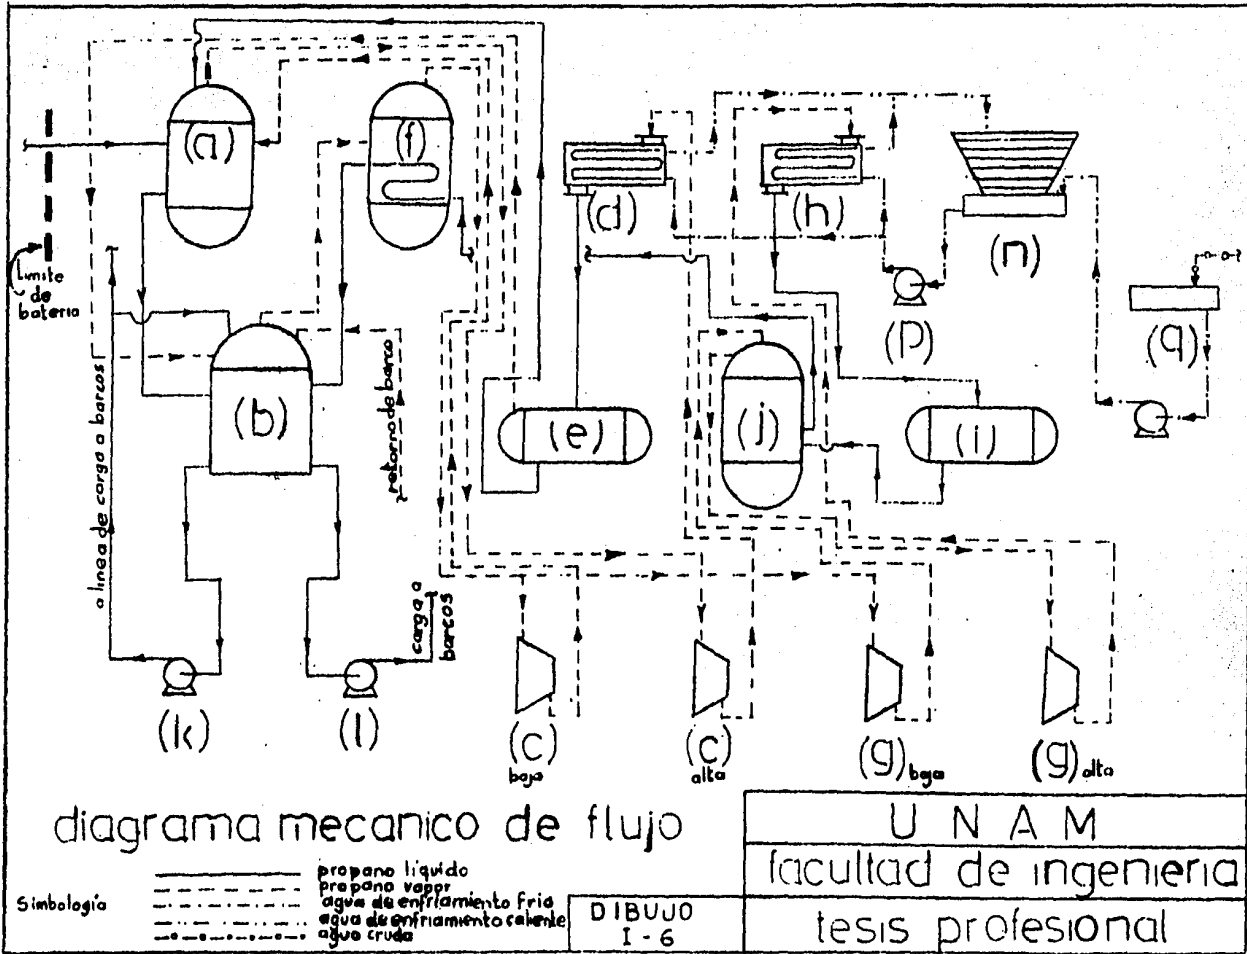 (a)
(f)
(d)
(h)
(n)
limite
de
bateria
(p)
(q)
(b)
(e)
(j)
(i)
a linea de carga a barcos
retorno de barco
carga a
barcos
(k)
(l)
(c)
baja
(c)
alta
(g) baja
(g) alta
diagrama mecanico de flujo
Simbología
propano líquido
propano vapor
agua de enfriamiento fria
agua de enfriamiento caliente
agua cruda
DIBUJO
I - 6
UNAM
facultad de ingenieria
tesis profesional